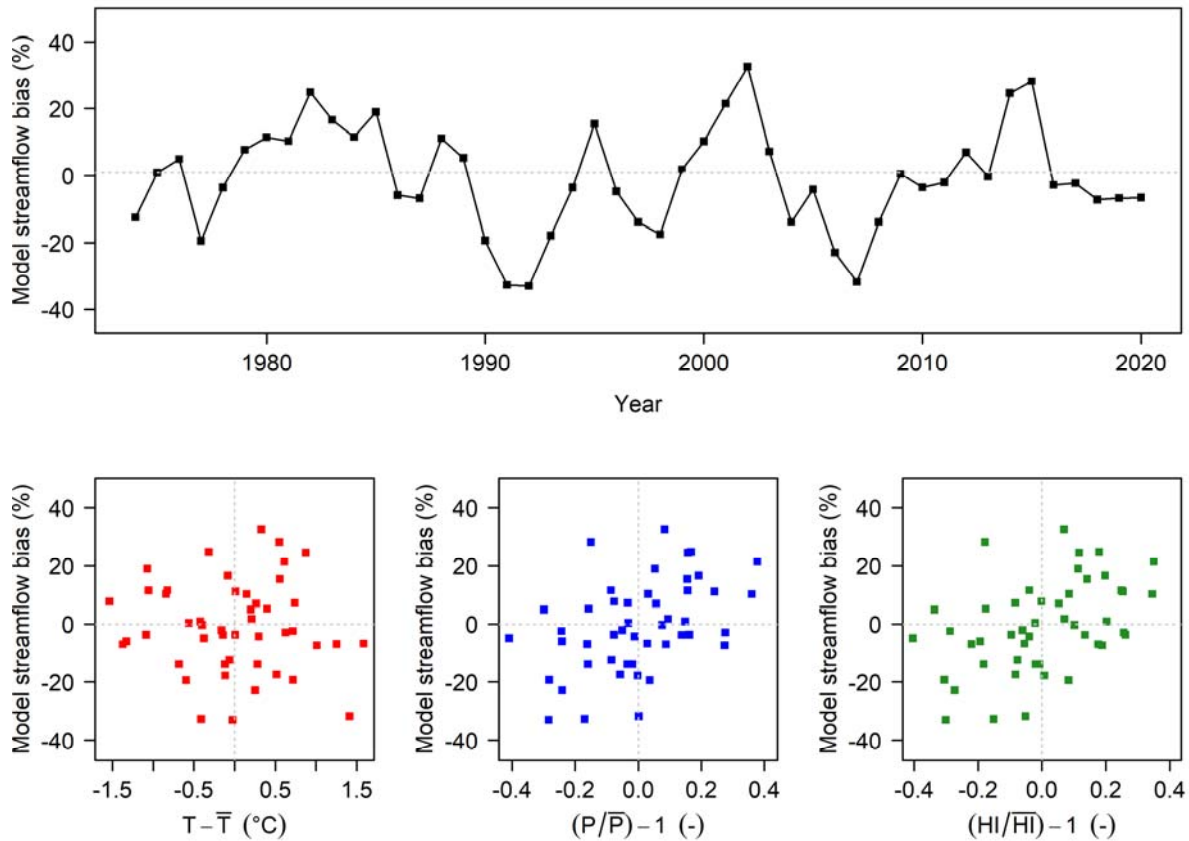 Model streamflow bias (%)
40
20
0
-20
-40
1980 1990 2000 2010 2020
Year
Model streamflow bias (%)
40
20
0
-20
-40
-1.5 -0.5 0.5 1.5
T − T̅ (°C)
Model streamflow bias (%)
40
20
0
-20
-40
-0.4 -0.2 0.0 0.2 0.4
(P/P̅) − 1 (-)
Model streamflow bias (%)
40
20
0
-20
-40
-0.4 -0.2 0.0 0.2 0.4
(HI/H̅I̅) − 1 (-)